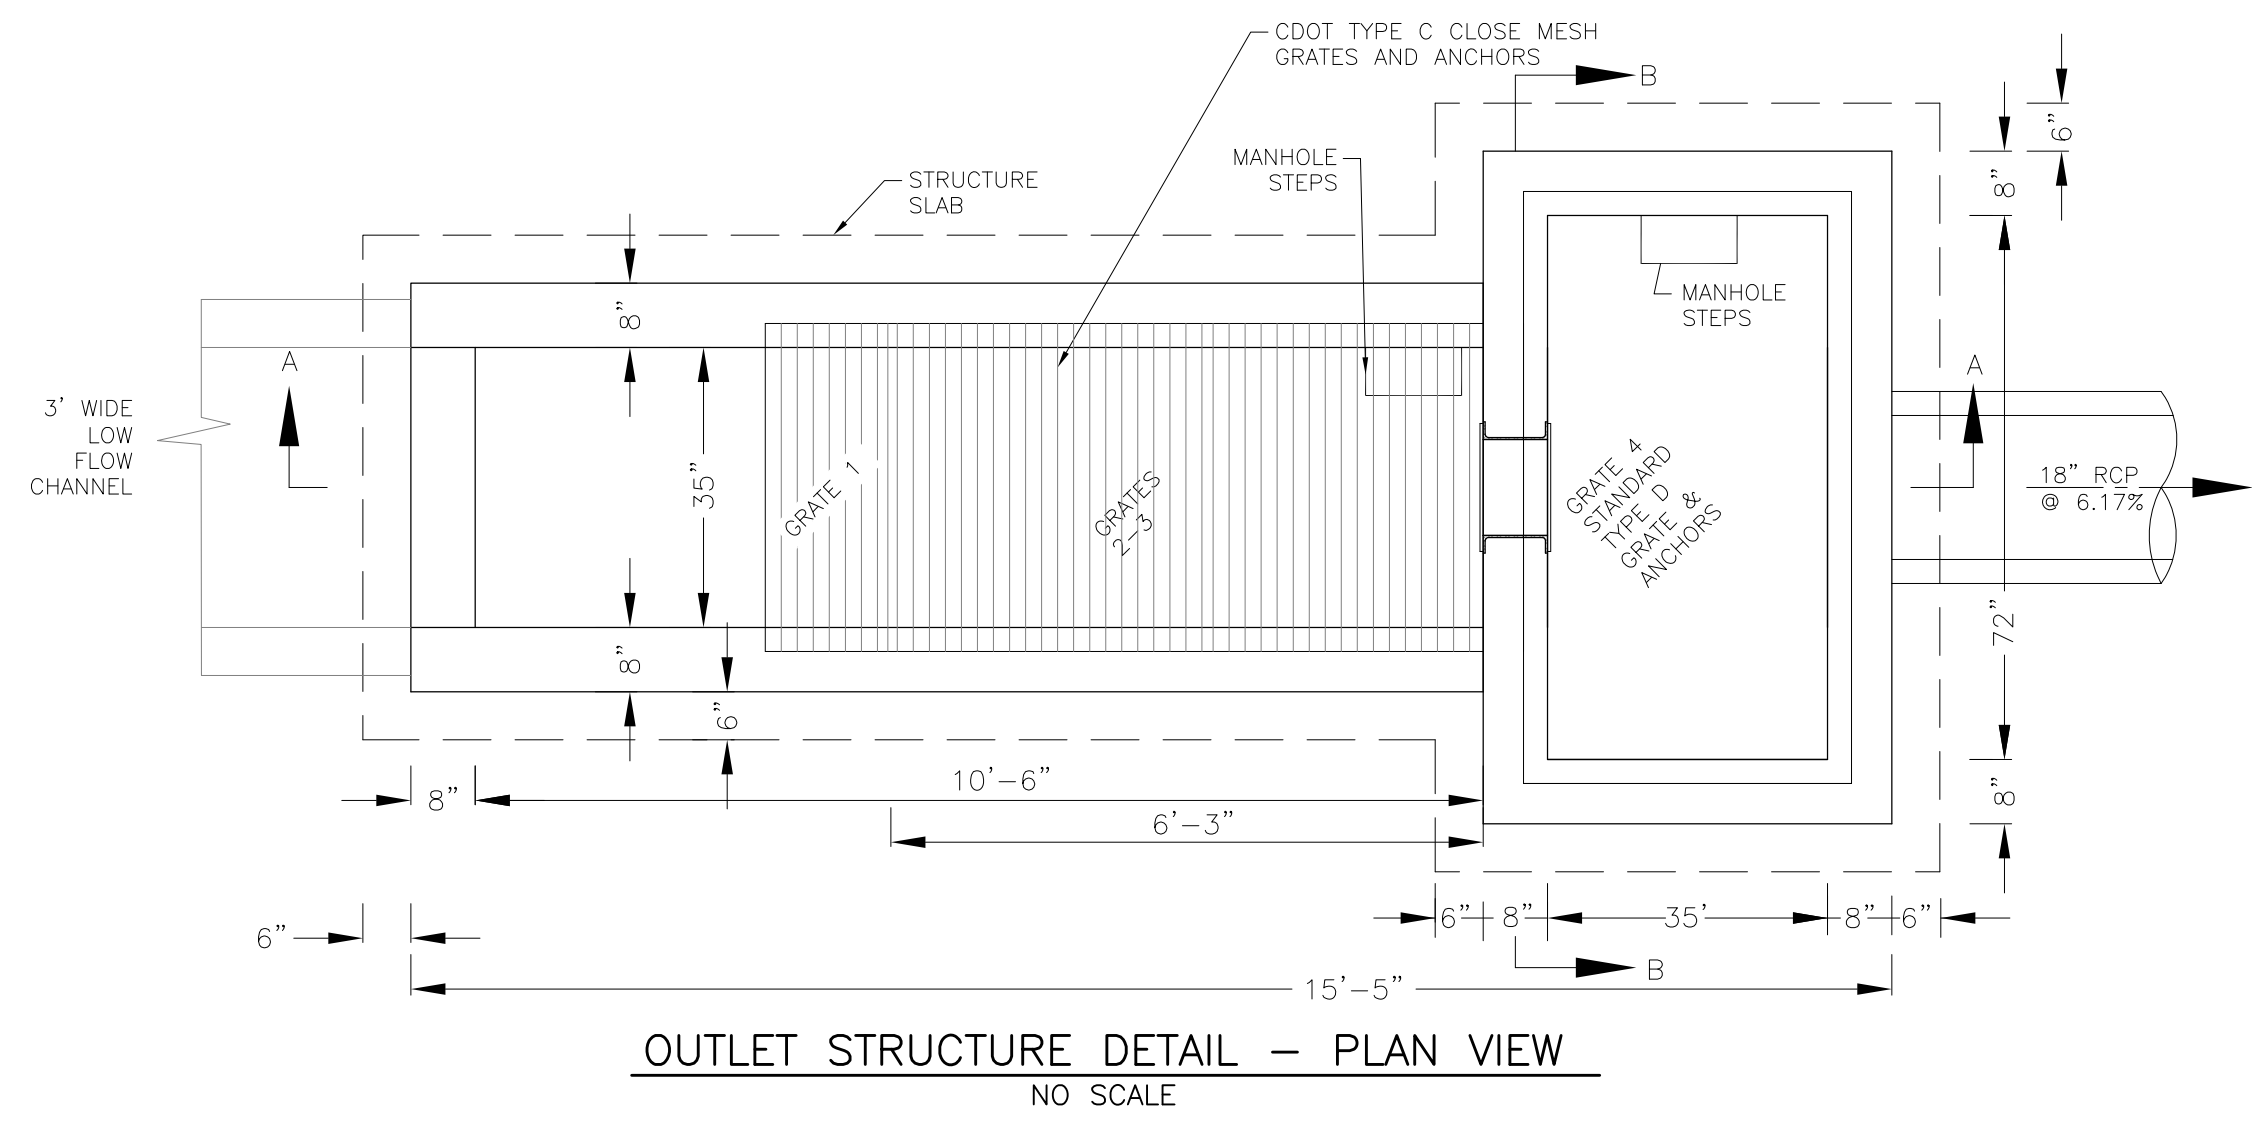 CDOT TYPE C CLOSE MESH
GRATES AND ANCHORS
B
6”
MANHOLE
STEPS
STRUCTURE
SLAB
8”
MANHOLE
STEPS
8”
A
A
3' WIDE
LOW
FLOW
CHANNEL
35”
GRATE 1
GRATES
2-3
GRATE 4
STANDARD
TYPE D
GRATE &
ANCHORS
18” RCP
@ 6.17%
72”
8”
6”
10'-6”
8”
8”
6'-3”
6”
8”
35'
8”
6”
6”
B
15'-5”
OUTLET STRUCTURE DETAIL - PLAN VIEW
NO SCALE